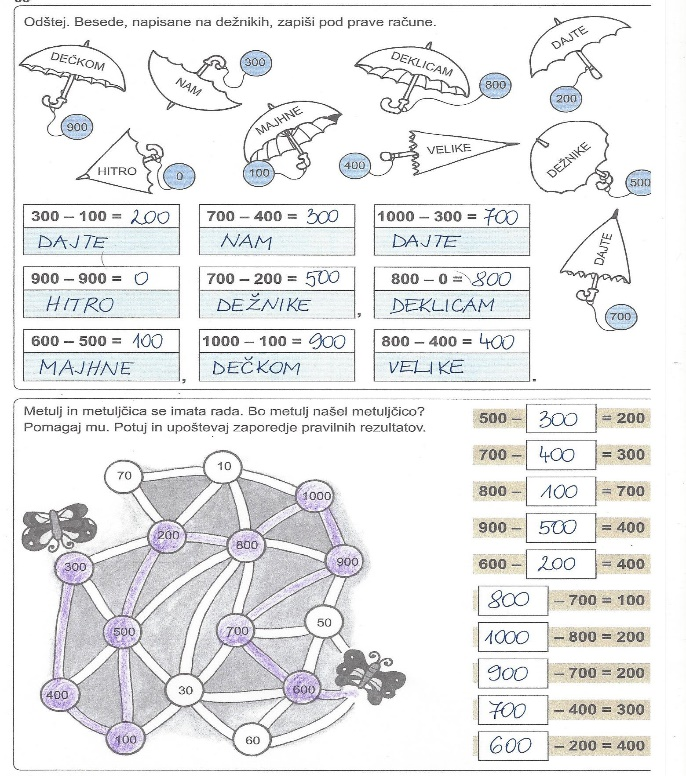 Odštej. Besede, napisane na dežnikih, zapiši pod prave račune.
DEČKOM
900
NAM
300
DEKLICAM
800
DAJTE
200
HITRO
0
MAJHNE
100
400
VELIKE
DEŽNIKE
500
300 – 100 = 200
DAJTE
700 – 400 = 300
NAM
1000 – 300 = 700
DAJTE
900 – 900 = 0
HITRO
700 – 200 = 500
DEŽNIKE ,
800 – 0 = 800
DEKLICAM
600 – 500 = 100
MAJHNE ,
1000 – 100 = 900
DEČKOM
800 – 400 = 400
VELIKE .
DAJTE
700
Metulj in metuljčica se imata rada. Bo metulj našel metuljčico?
Pomagaj mu. Potuj in upoštevaj zaporedje pravilnih rezultatov.
70
10
1000
200
800
300
900
500
700
50
400
30
600
100
60
500 – 300 = 200
700 – 400 = 300
800 – 100 = 700
900 – 500 = 400
600 – 200 = 400
800 – 700 = 100
1000 – 800 = 200
900 – 700 = 200
700 – 400 = 300
600 – 200 = 400